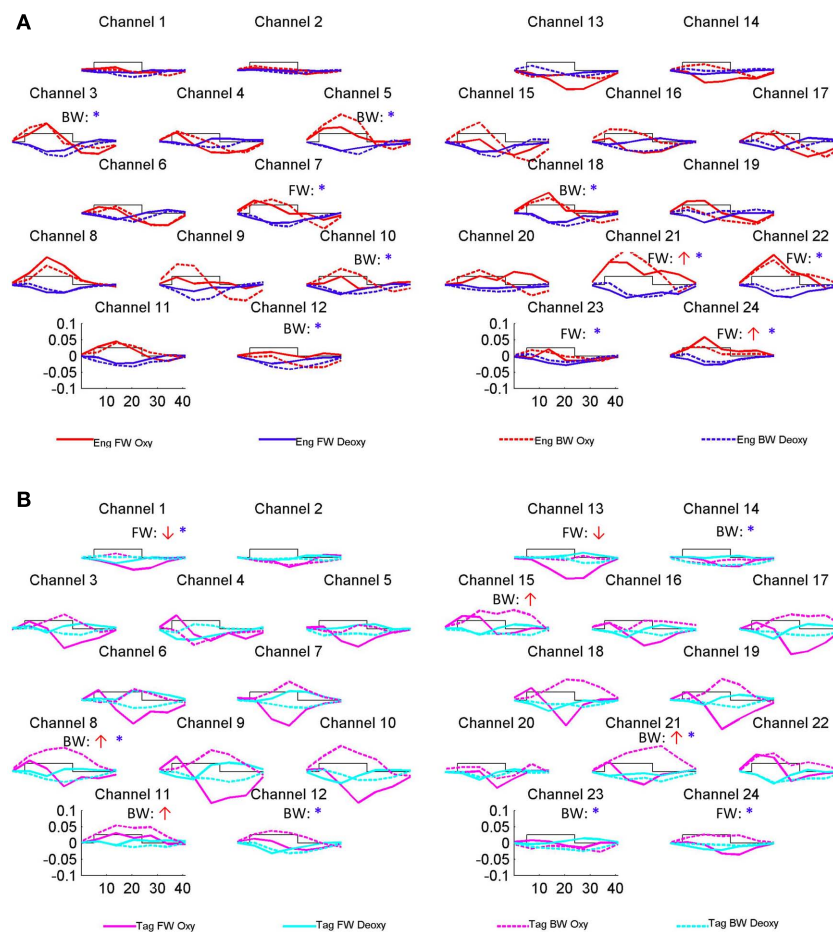 A
Channel 1 Channel 2 Channel 13 Channel 14
Channel 3 Channel 4 Channel 5 Channel 15 Channel 16 Channel 17
BW: * BW: *
Channel 6 Channel 7 Channel 18 Channel 19
FW: * BW: *
Channel 8 Channel 9 Channel 10 Channel 20 Channel 21 Channel 22
BW: * FW: ↑ * FW: *
Channel 11 Channel 12 Channel 23 Channel 24
0.1 BW: * 0.1 FW: * FW: ↑ *
0.05 0.05
0 0
-0.05 -0.05
-0.1 -0.1
10 20 30 40 10 20 30 40
Eng FW Oxy Eng FW Deoxy Eng BW Oxy Eng BW Deoxy
B
Channel 1 Channel 2 Channel 13 Channel 14
FW: ↓ * FW: ↓ BW: *
Channel 3 Channel 4 Channel 5 Channel 15 Channel 16 Channel 17
BW: ↑
Channel 6 Channel 7 Channel 18 Channel 19
Channel 8 Channel 9 Channel 10 Channel 20 Channel 21 Channel 22
BW: ↑ * BW: ↑ *
Channel 11 Channel 12 Channel 23 Channel 24
0.1 BW: ↑ BW: * 0.1 BW: * FW: *
0.05 0.05
0 0
-0.05 -0.05
-0.1 -0.1
10 20 30 40 10 20 30 40
Tag FW Oxy Tag FW Deoxy Tag BW Oxy Tag BW Deoxy